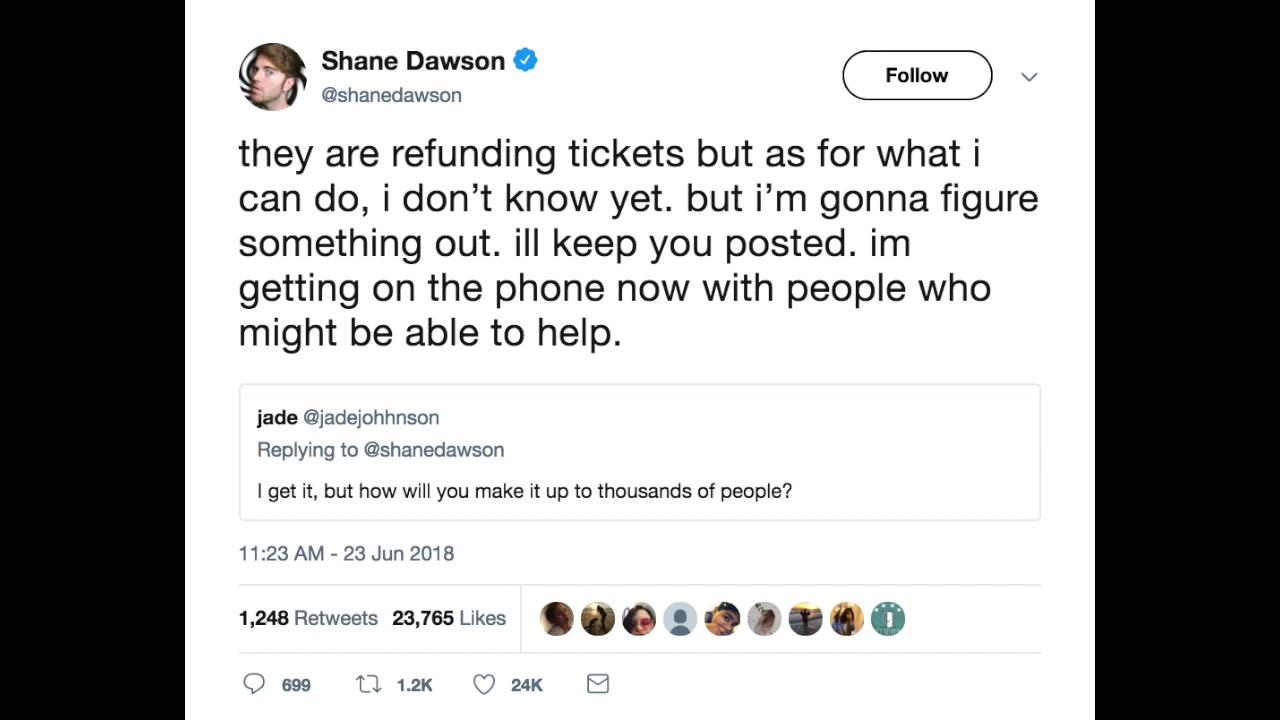 Shane Dawson
@shanedawson
Follow
they are refunding tickets but as for what i
can do, i don’t know yet. but i’m gonna figure
something out. ill keep you posted. im
getting on the phone now with people who
might be able to help.
jade @jadejohhnson
Replying to @shanedawson
I get it, but how will you make it up to thousands of people?
11:23 AM - 23 Jun 2018
1,248 Retweets 23,765 Likes
699 1.2K 24K